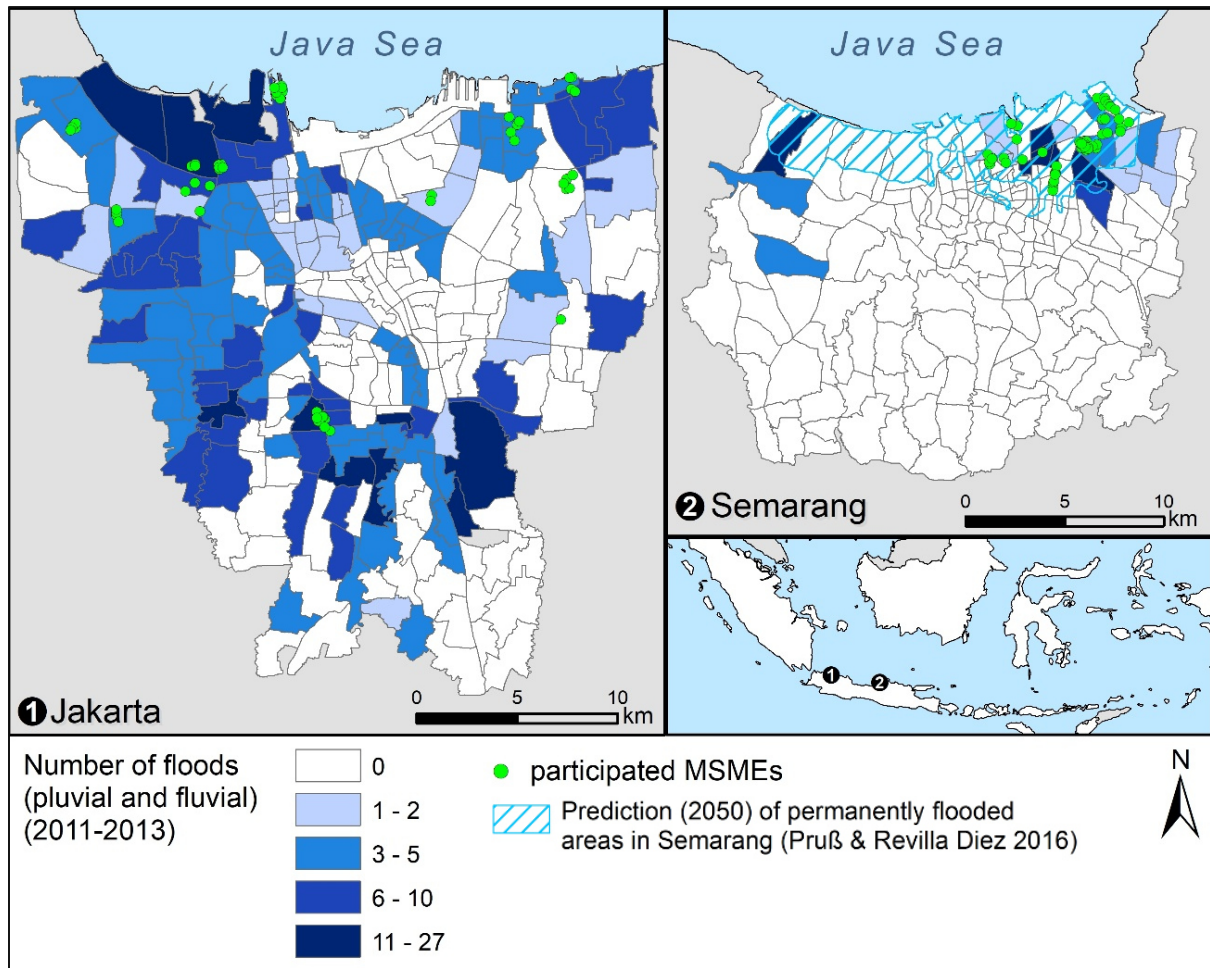 Java Sea
0 5 10
km
❶ Jakarta
Java Sea
❷ Semarang
0 5 10
km
1
2
Number of floods
(pluvial and fluvial)
(2011-2013)
0
1 - 2
3 - 5
6 - 10
11 - 27
participated MSMEs
Prediction (2050) of permanently flooded
areas in Semarang (Pruß & Revilla Diez 2016)
N